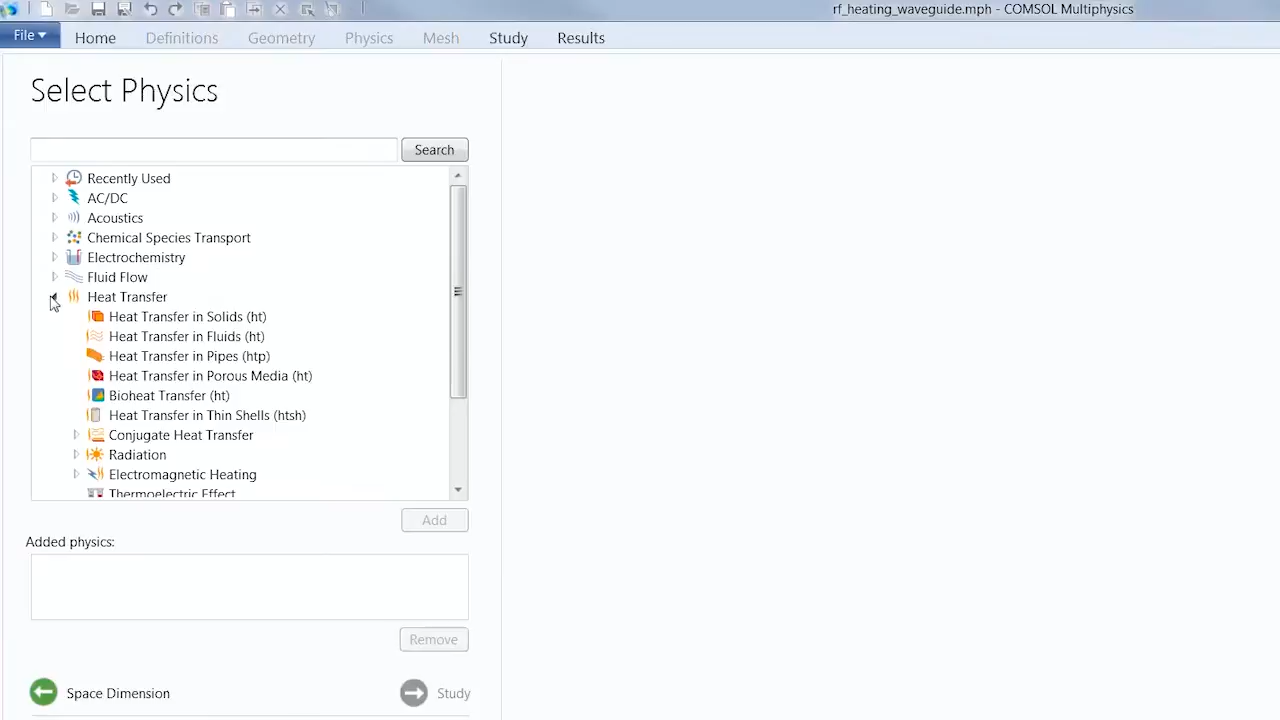 rf_heating_waveguide.mph - COMSOL Multiphysics
File Home Definitions Geometry Physics Mesh Study Results
Select Physics
Search
Recently Used
AC/DC
Acoustics
Chemical Species Transport
Electrochemistry
Fluid Flow
Heat Transfer
Heat Transfer in Solids (ht)
Heat Transfer in Fluids (ht)
Heat Transfer in Pipes (htp)
Heat Transfer in Porous Media (ht)
Bioheat Transfer (ht)
Heat Transfer in Thin Shells (htsh)
Conjugate Heat Transfer
Radiation
Electromagnetic Heating
Thermoelectric Effect
Add
Added physics:
Remove
Space Dimension Study